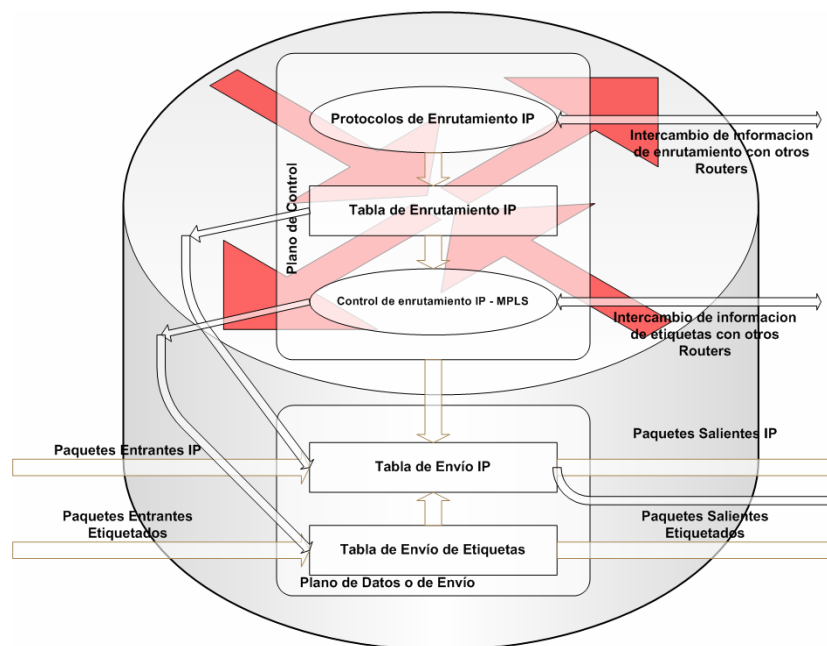 Protocolos de Enrutamiento IP
Intercambio de informacion
de enrutamiento con otros
Routers
Plano de Control
Tabla de Enrutamiento IP
Control de enrutamiento IP - MPLS
Intercambio de informacion
de etiquetas con otros
Routers
Paquetes Entrantes IP
Tabla de Envío IP
Paquetes Salientes IP
Paquetes Entrantes
Etiquetados
Tabla de Envío de Etiquetas
Paquetes Salientes
Etiquetados
Plano de Datos o de Envío